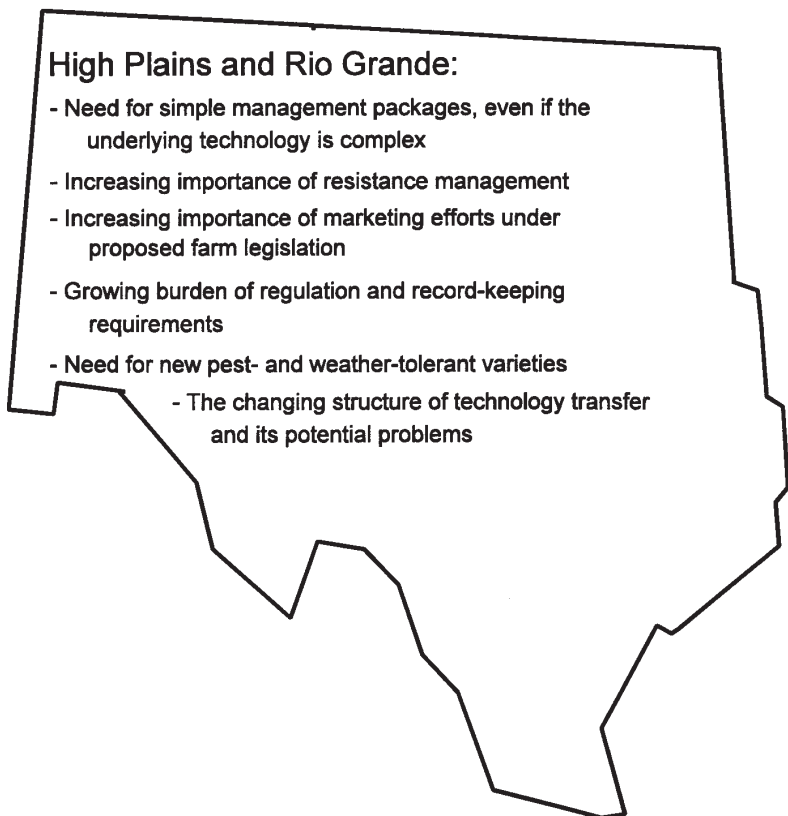 High Plains and Rio Grande:
- Need for simple management packages, even if the
underlying technology is complex
- Increasing importance of resistance management
- Increasing importance of marketing efforts under
proposed farm legislation
- Growing burden of regulation and record-keeping
requirements
- Need for new pest- and weather-tolerant varieties
- The changing structure of technology transfer
and its potential problems